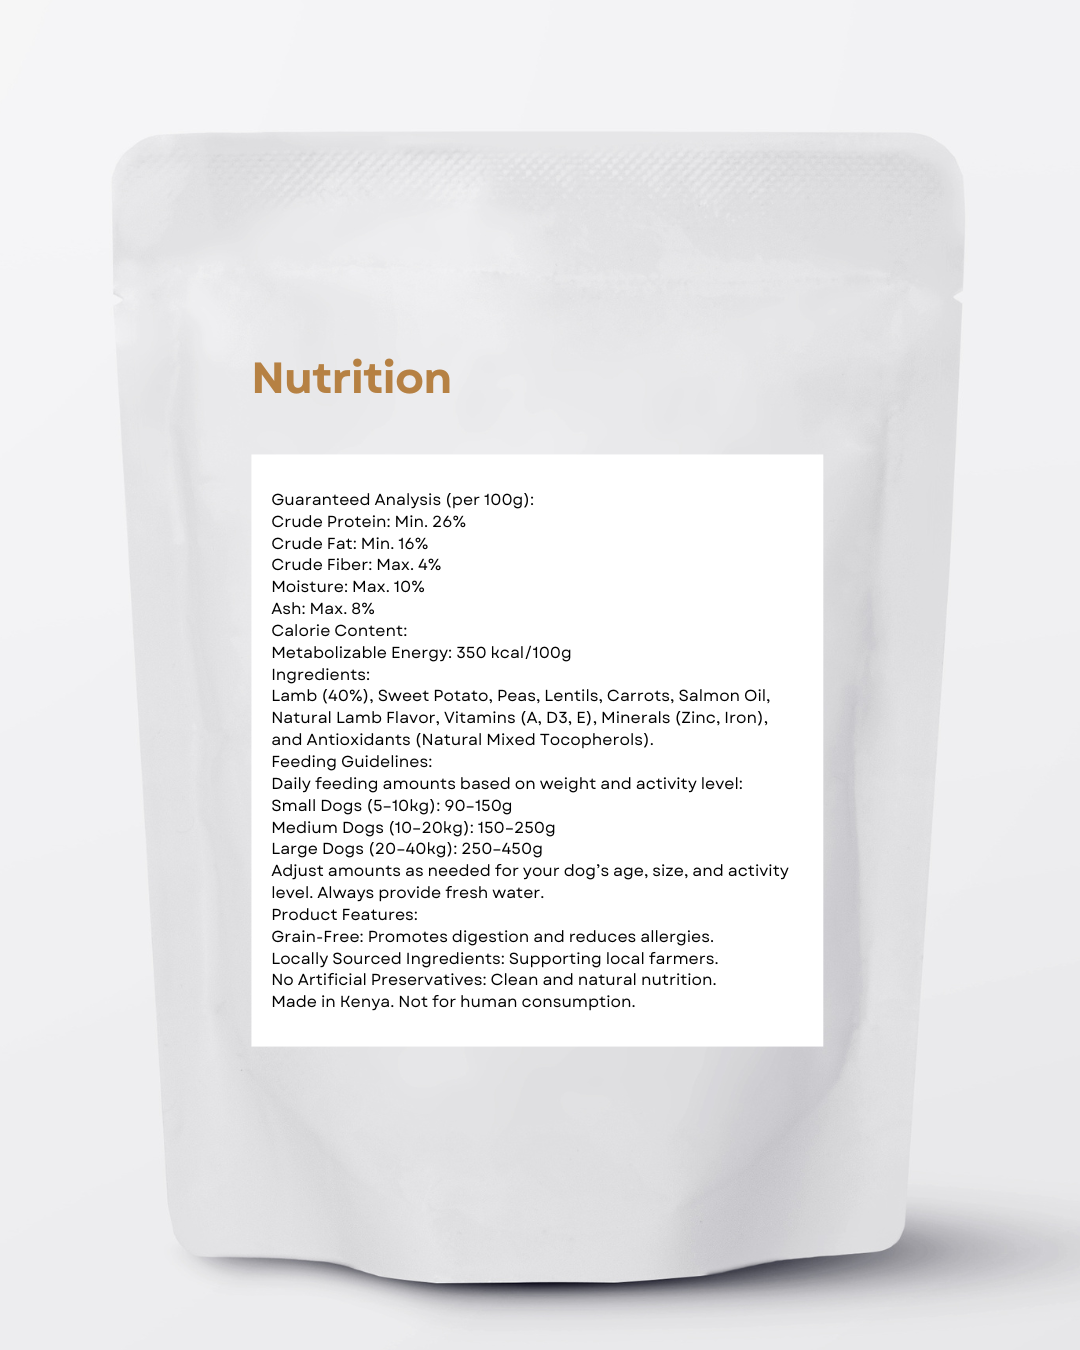 Nutrition
Guaranteed Analysis (per 100g):
Crude Protein: Min. 26%
Crude Fat: Min. 16%
Crude Fiber: Max. 4%
Moisture: Max. 10%
Ash: Max. 8%
Calorie Content:
Metabolizable Energy: 350 kcal/100g
Ingredients:
Lamb (40%), Sweet Potato, Peas, Lentils, Carrots, Salmon Oil,
Natural Lamb Flavor, Vitamins (A, D3, E), Minerals (Zinc, Iron),
and Antioxidants (Natural Mixed Tocopherols).
Feeding Guidelines:
Daily feeding amounts based on weight and activity level:
Small Dogs (5–10kg): 90–150g
Medium Dogs (10–20kg): 150–250g
Large Dogs (20–40kg): 250–450g
Adjust amounts as needed for your dog’s age, size, and activity
level. Always provide fresh water.
Product Features:
Grain-Free: Promotes digestion and reduces allergies.
Locally Sourced Ingredients: Supporting local farmers.
No Artificial Preservatives: Clean and natural nutrition.
Made in Kenya. Not for human consumption.